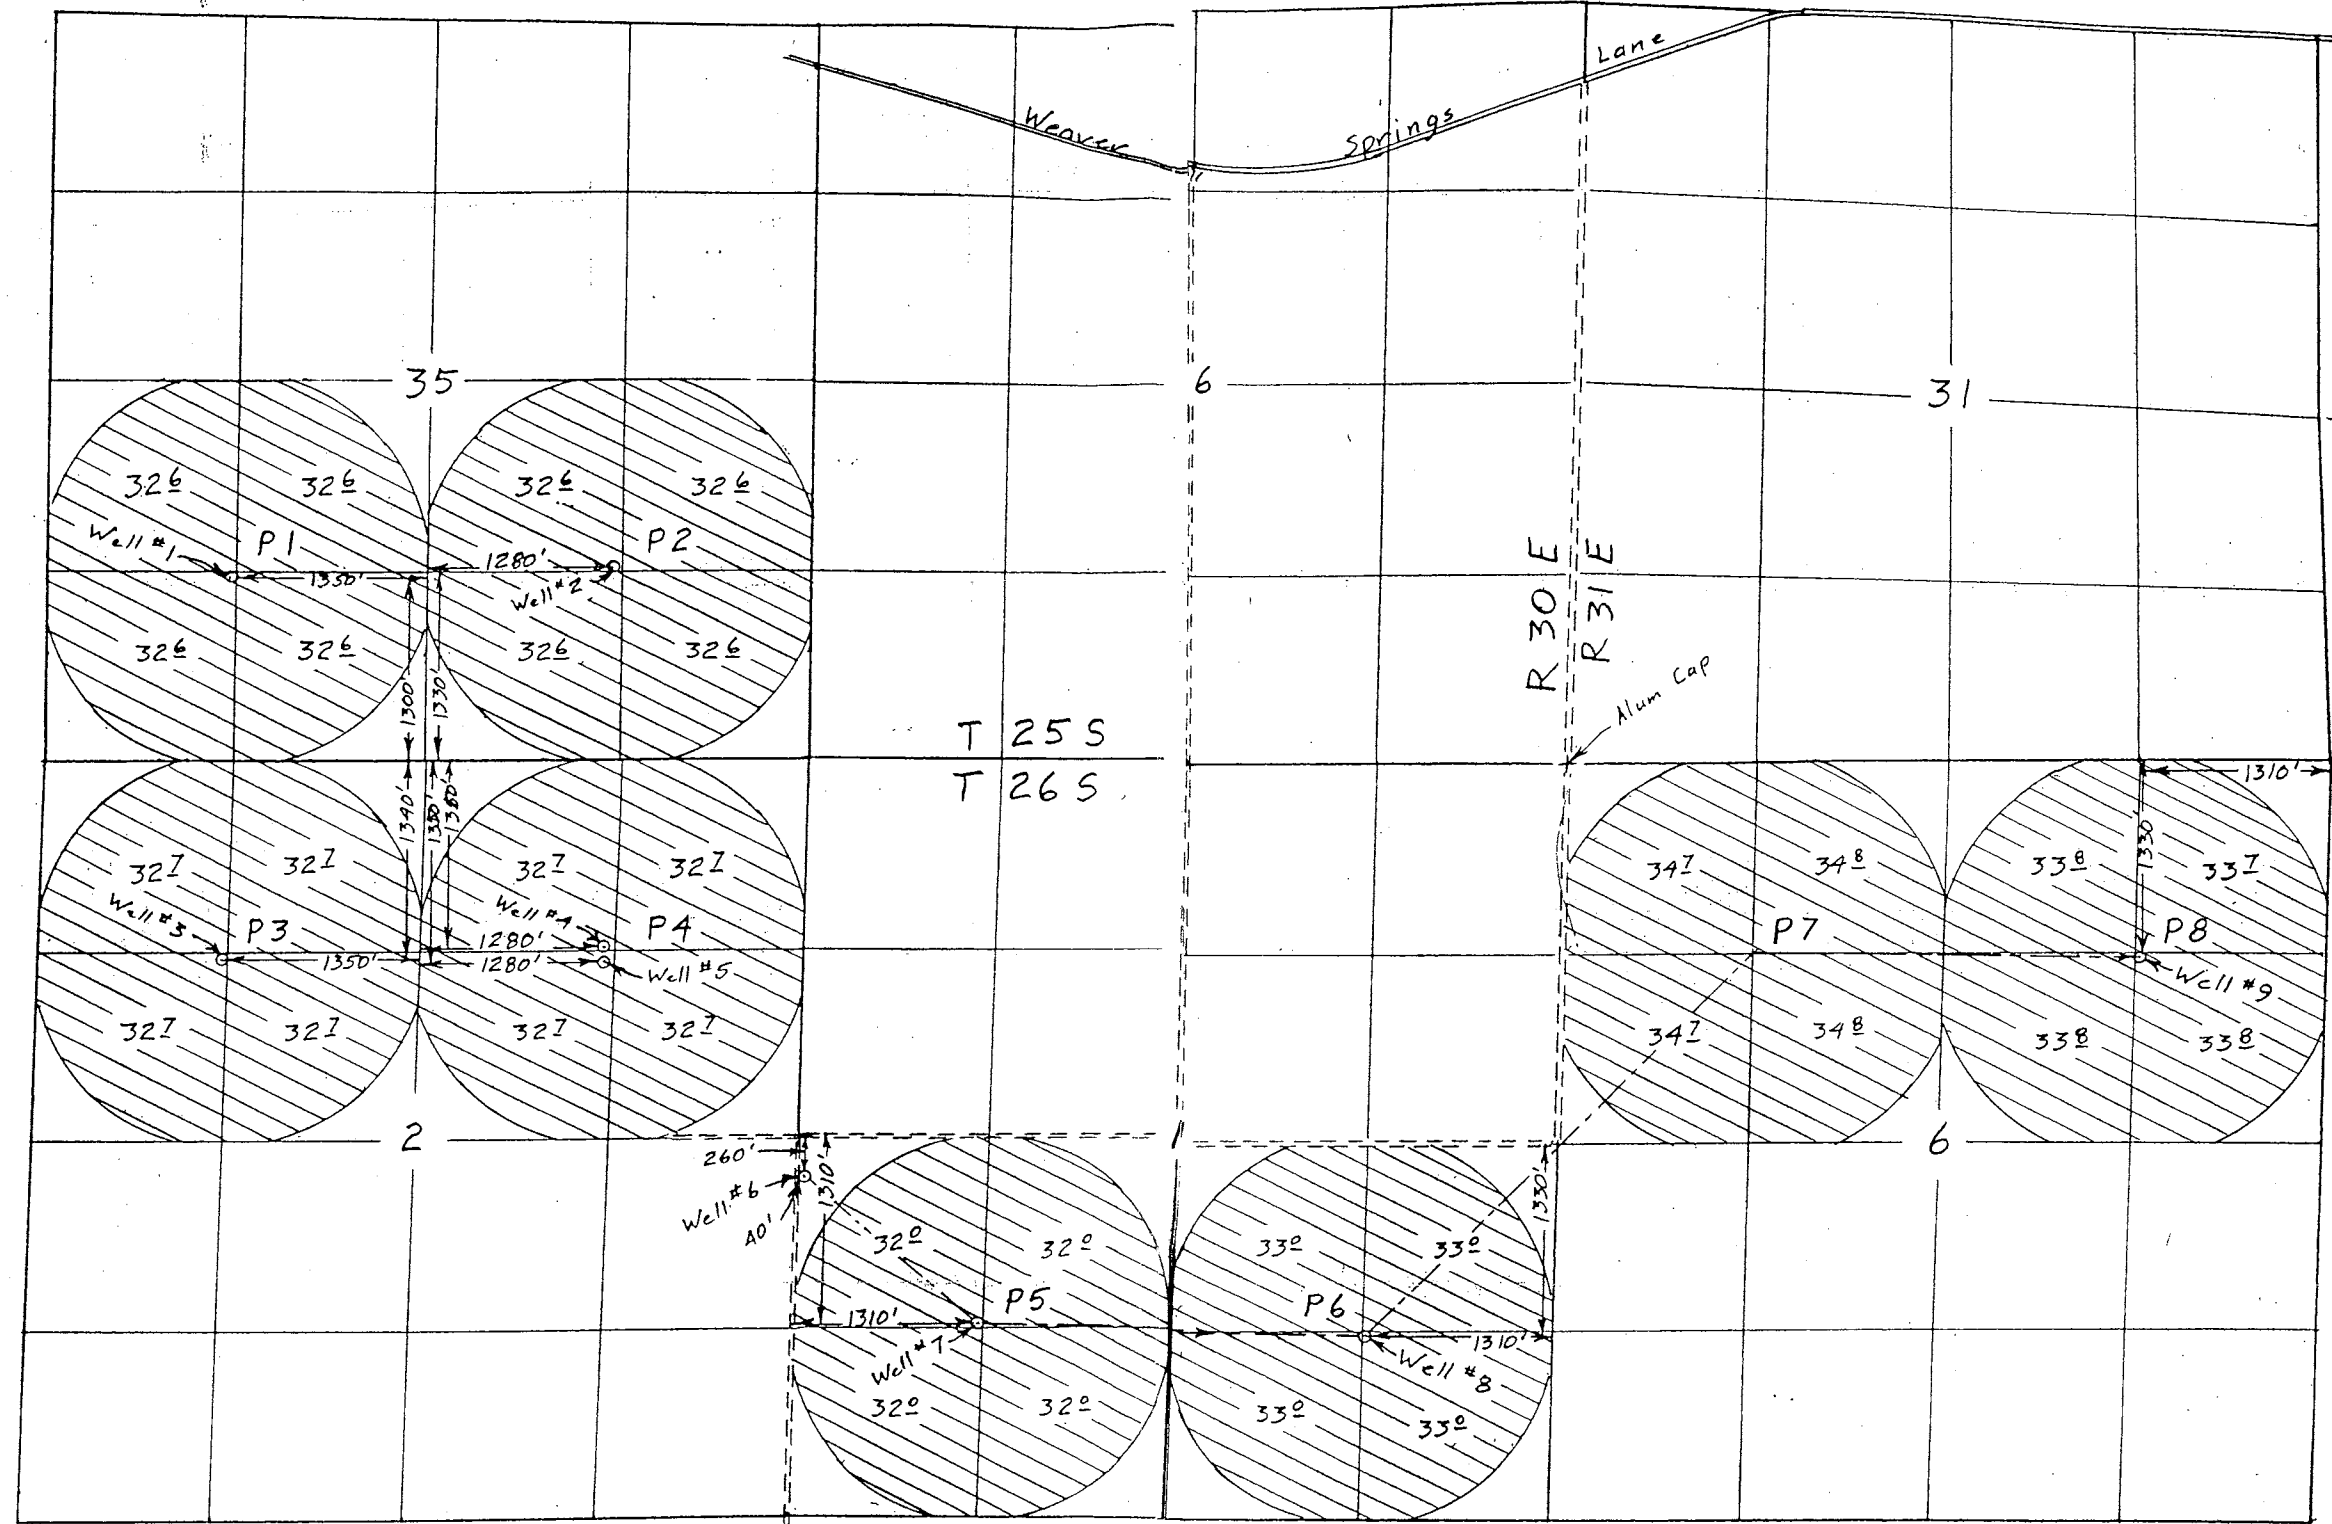 Lane
Weaver
Springs
35
6
31
32 6 32 6 32 6 32 6
Well #1
P1
1350'
1280'
P2
Well #2
32 6 32 6 32 6 32 6
1300'
1330'
R 30 E
R 31 E
Alum Cap
T 25 S
T 26 S
1310'
1340'
1360'
1330'
32 7 32 7 32 7 32 7
34 7 34 8 33 8 33 7
Well #3
P3
1350'
Well #4
1280'
1280'
P4
Well #5
P7
P8
Well #9
32 7 32 7 32 7 32 7
34 7 34 8 33 8 33 8
2
1
6
260'
Well #6
40'
1310'
1330'
32 0 32 0 33 0 33 0
P5
1310'
Well #7
P6
1310'
Well #8
32 0 32 0 33 0 33 0